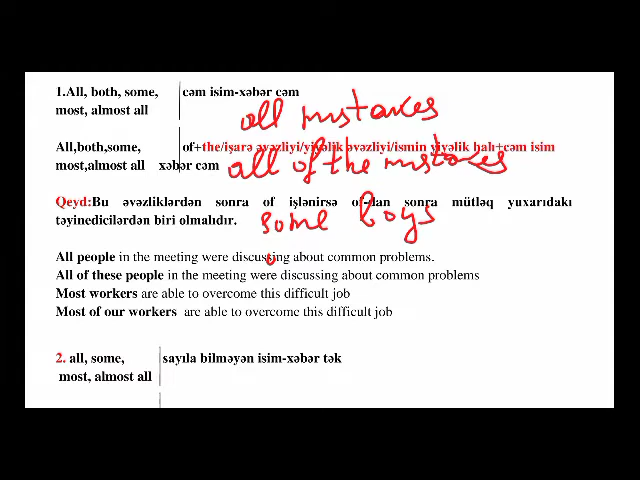 1.All, both, some, cəm isim-xəbər cəm
most, almost all
all mistakes
All,both,some, of+the/işarə əvəzliyi/yiyəlik əvəzliyi/ismin yiyəlik halı+cəm isim
most,almost all xəbər cəm
all of the mistakes
Qeyd:Bu əvəzliklərdən sonra of işlənirsə of-dan sonra mütləq yuxarıdakı
təyinedicilərdən biri olmalıdır.
some boys
All people in the meeting were discussing about common problems.
All of these people in the meeting were discussing about common problems
Most workers are able to overcome this difficult job
Most of our workers are able to overcome this difficult job
2. all, some, sayıla bilməyən isim-xəbər tək
most, almost all